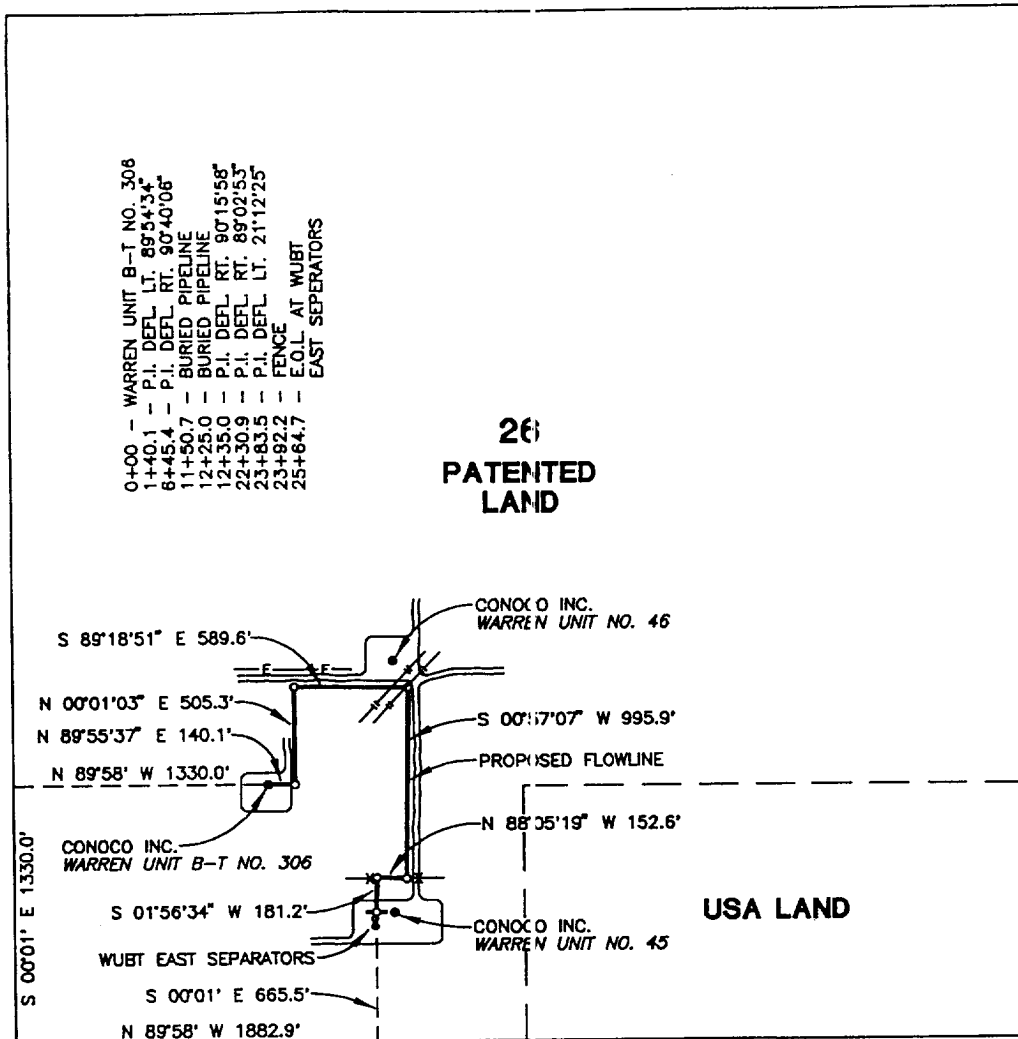 0+00 – WARREN UNIT B–T NO. 306
1+40.1 – P.I. DEFL. LT. 89°54'34"
6+45.4 – P.I. DEFL. RT. 90°40'06"
11+50.7 – BURIED PIPELINE
12+25.0 – BURIED PIPELINE
12+35.0 – P.I. DEFL. RT. 90°15'58"
22+30.9 – P.I. DEFL. RT. 89°02'53"
23+83.5 – P.I. DEFL. LT. 21°12'25"
23+92.2 – FENCE
25+64.7 – E.O.L. AT WUBT
EAST SEPERATORS
26
PATENTED
LAND
CONOCO INC.
WARREN UNIT NO. 46
S 89°18'51" E 589.6'
E
E
N 00°01'03" E 505.3'
S 00°57'07" W 995.9'
N 89°55'37" E 140.1'
PROPOSED FLOWLINE
N 89°58' W 1330.0'
N 88°05'19" W 152.6'
CONOCO INC.
WARREN UNIT B–T NO. 306
S 00°01' E 1330.0'
S 01°56'34" W 181.2'
USA LAND
CONOCO INC.
WARREN UNIT NO. 45
WUBT EAST SEPARATORS
S 00°01' E 665.5'
N 89°58' W 1882.9'